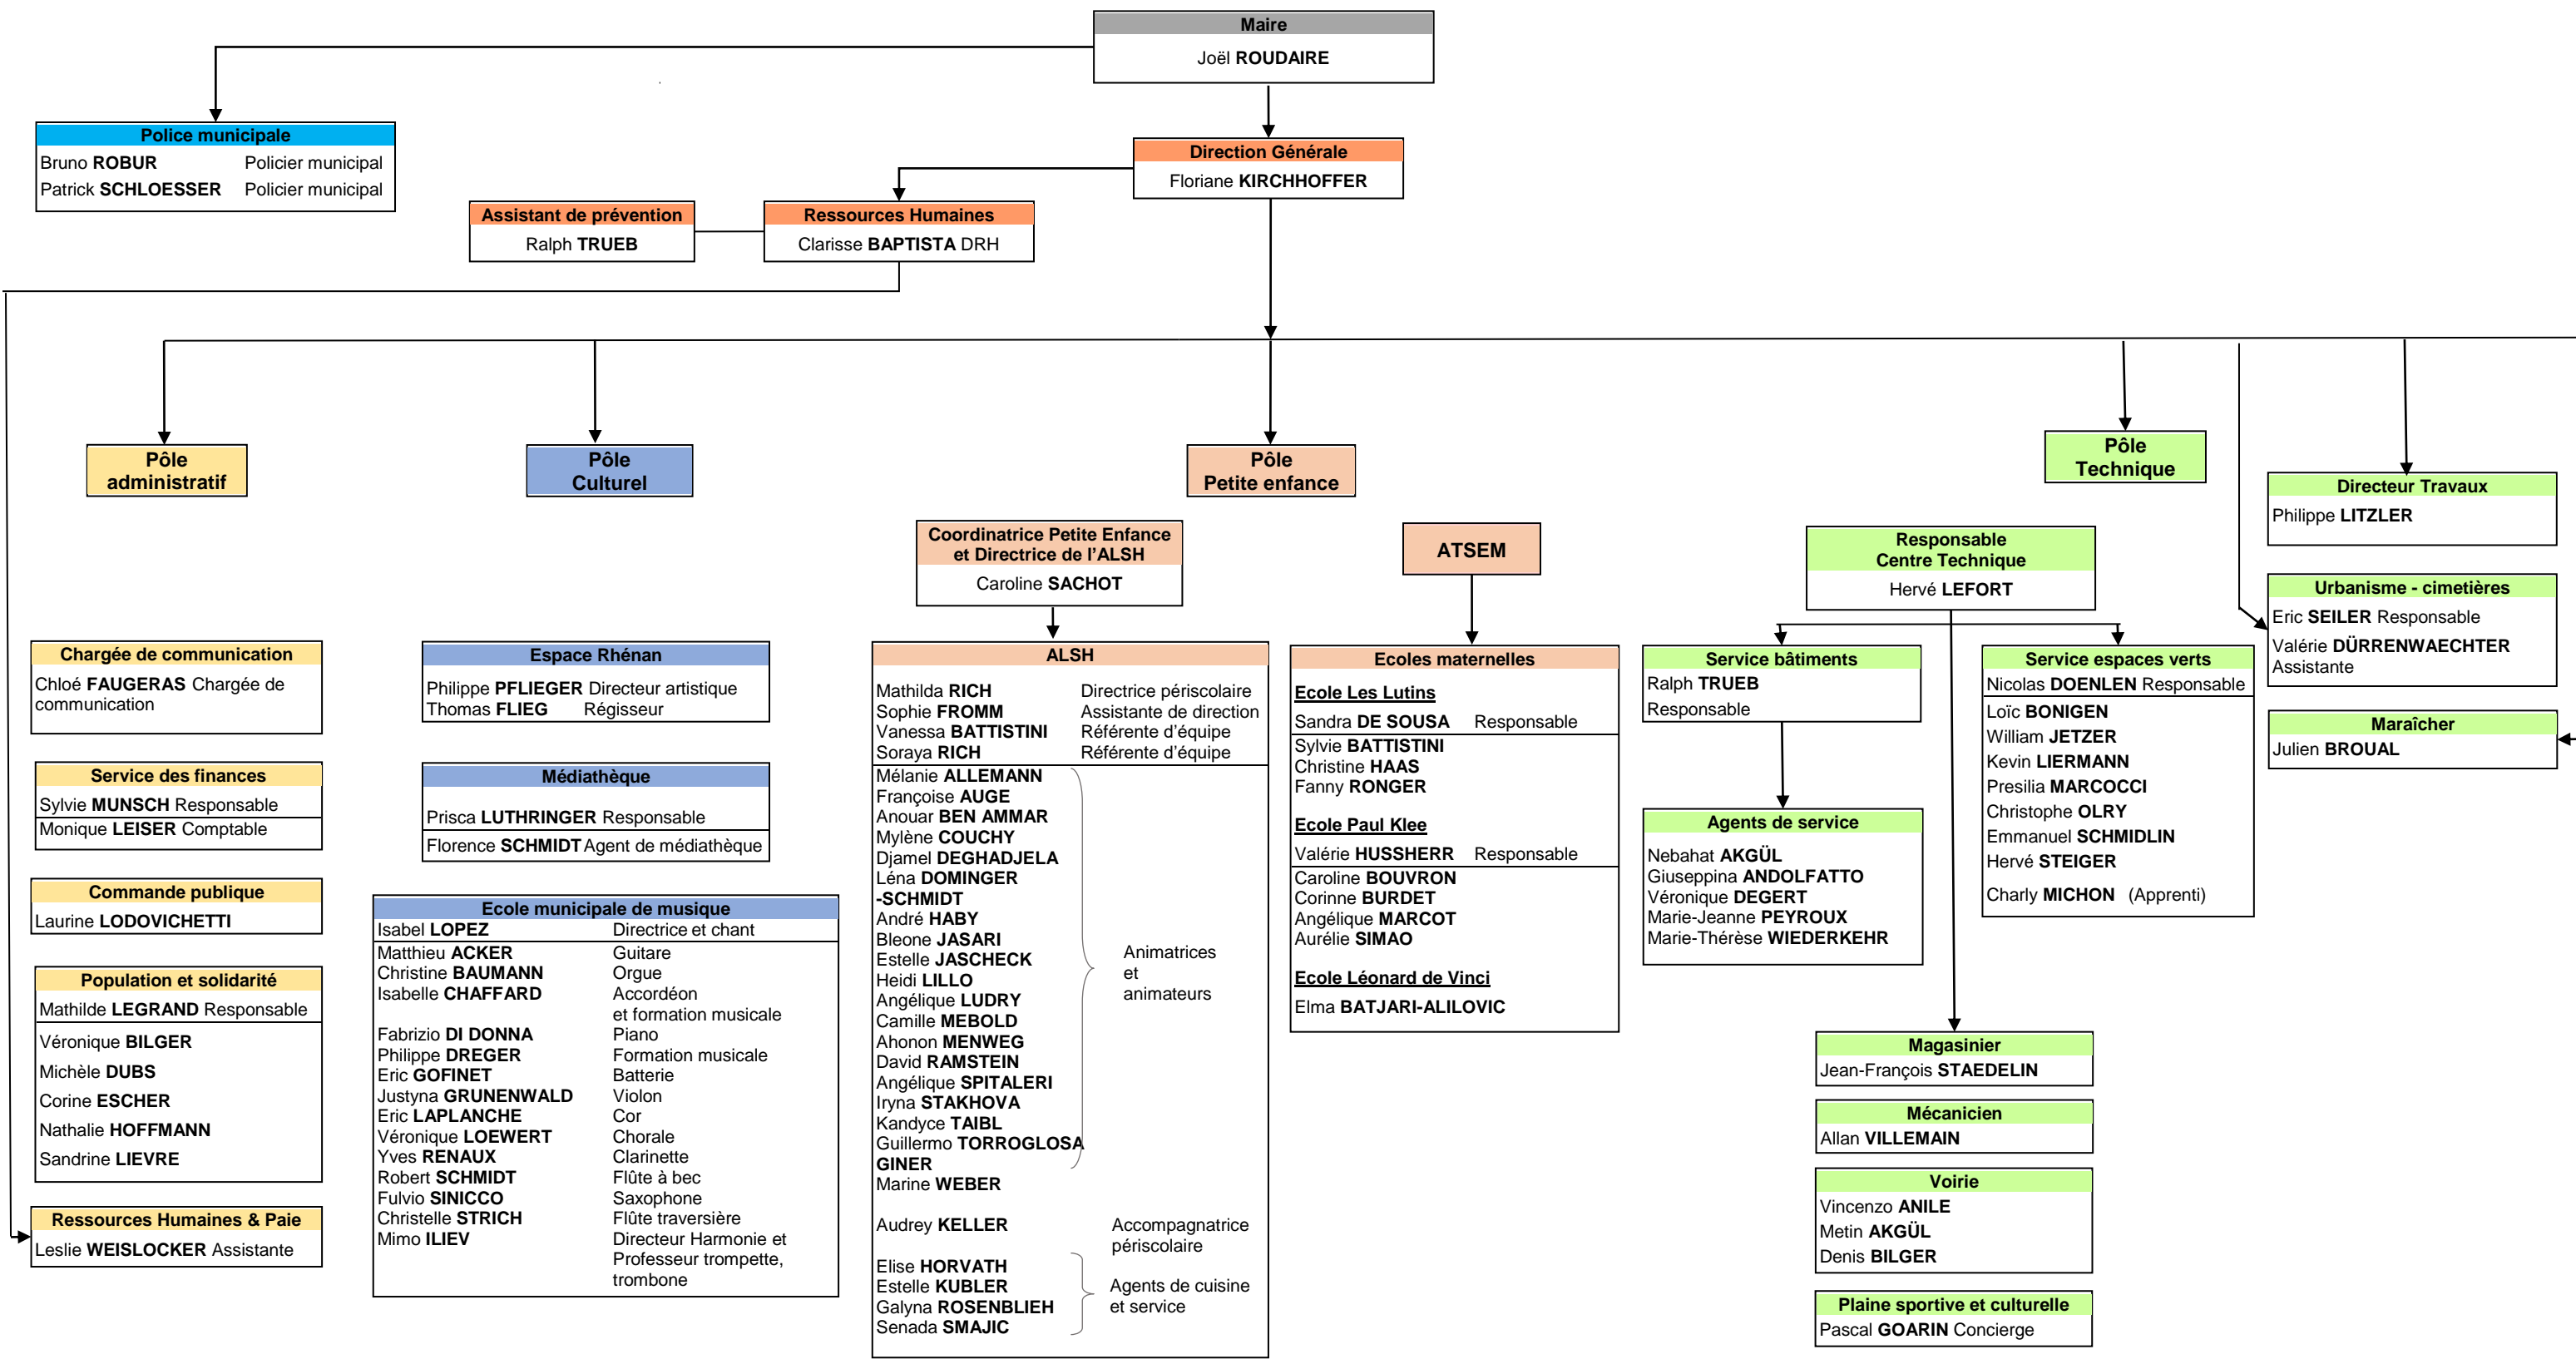 Maire
Joël ROUDAIRE
Police municipale
Bruno ROBUR Policier municipal
Patrick SCHLOESSER Policier municipal
Direction Générale
Floriane KIRCHHOFFER
Assistant de prévention
Ralph TRUEB
Ressources Humaines
Clarisse BAPTISTA DRH
Pôle
administratif
Pôle
Culturel
Pôle
Petite enfance
Pôle
Technique
Chargée de communication
Chloé FAUGERAS Chargée de
communication
Service des finances
Sylvie MUNSCH Responsable
Monique LEISER Comptable
Commande publique
Laurine LODOVICHETTI
Population et solidarité
Mathilde LEGRAND Responsable
Véronique BILGER
Michèle DUBS
Corine ESCHER
Nathalie HOFFMANN
Sandrine LIEVRE
Ressources Humaines & Paie
Leslie WEISLOCKER Assistante
Espace Rhénan
Philippe PFLIEGER Directeur artistique
Thomas FLIEG Régisseur
Médiathèque
Prisca LUTHRINGER Responsable
Florence SCHMIDT Agent de médiathèque
Ecole municipale de musique
Isabel LOPEZ Directrice et chant
Matthieu ACKER Guitare
Christine BAUMANN Orgue
Isabelle CHAFFARD Accordéon
et formation musicale
Fabrizio DI DONNA Piano
Philippe DREGER Formation musicale
Eric GOFINET Batterie
Justyna GRUNENWALD Violon
Eric LAPLANCHE Cor
Véronique LOEWERT Chorale
Yves RENAUX Clarinette
Robert SCHMIDT Flûte à bec
Fulvio SINICCO Saxophone
Christelle STRICH Flûte traversière
Mimo ILIEV Directeur Harmonie et
Professeur trompette,
trombone
Coordinatrice Petite Enfance
et Directrice de l’ALSH
Caroline SACHOT
ALSH
Mathilda RICH Directrice périscolaire
Sophie FROMM Assistante de direction
Vanessa BATTISTINI Référente d’équipe
Soraya RICH Référente d’équipe
Mélanie ALLEMANN
Françoise AUGE
Anouar BEN AMMAR
Mylène COUCHY
Djamel DEGHADJELA
Léna DOMINGER
-SCHMIDT
André HABY
Bleone JASARI
Estelle JASCHECK
Heidi LILLO
Angélique LUDRY
Camille MEBOLD
Ahonon MENWEG
David RAMSTEIN
Angélique SPITALERI
Iryna STAKHOVA
Kandyce TAIBL
Guillermo TORROGLOSA
GINER
Marine WEBER
Animatrices
et
animateurs
Audrey KELLER Accompagnatrice
périscolaire
Elise HORVATH
Estelle KUBLER
Galyna ROSENBLIEH
Senada SMAJIC
Agents de cuisine
et service
ATSEM
Ecoles maternelles
Ecole Les Lutins
Sandra DE SOUSA Responsable
Sylvie BATTISTINI
Christine HAAS
Fanny RONGER
Ecole Paul Klee
Valérie HUSSHERR Responsable
Caroline BOUVRON
Corinne BURDET
Angélique MARCOT
Aurélie SIMAO
Ecole Léonard de Vinci
Elma BATJARI-ALILOVIC
Responsable
Centre Technique
Hervé LEFORT
Service bâtiments
Ralph TRUEB
Responsable
Agents de service
Nebahat AKGÜL
Giuseppina ANDOLFATTO
Véronique DEGERT
Marie-Jeanne PEYROUX
Marie-Thérèse WIEDERKEHR
Service espaces verts
Nicolas DOENLEN Responsable
Loïc BONIGEN
William JETZER
Kevin LIERMANN
Presilia MARCOCCI
Christophe OLRY
Emmanuel SCHMIDLIN
Hervé STEIGER
Charly MICHON (Apprenti)
Magasinier
Jean-François STAEDELIN
Mécanicien
Allan VILLEMAIN
Voirie
Vincenzo ANILE
Metin AKGÜL
Denis BILGER
Plaine sportive et culturelle
Pascal GOARIN Concierge
Directeur Travaux
Philippe LITZLER
Urbanisme - cimetières
Eric SEILER Responsable
Valérie DÜRRENWAECHTER
Assistante
Maraîcher
Julien BROUAL